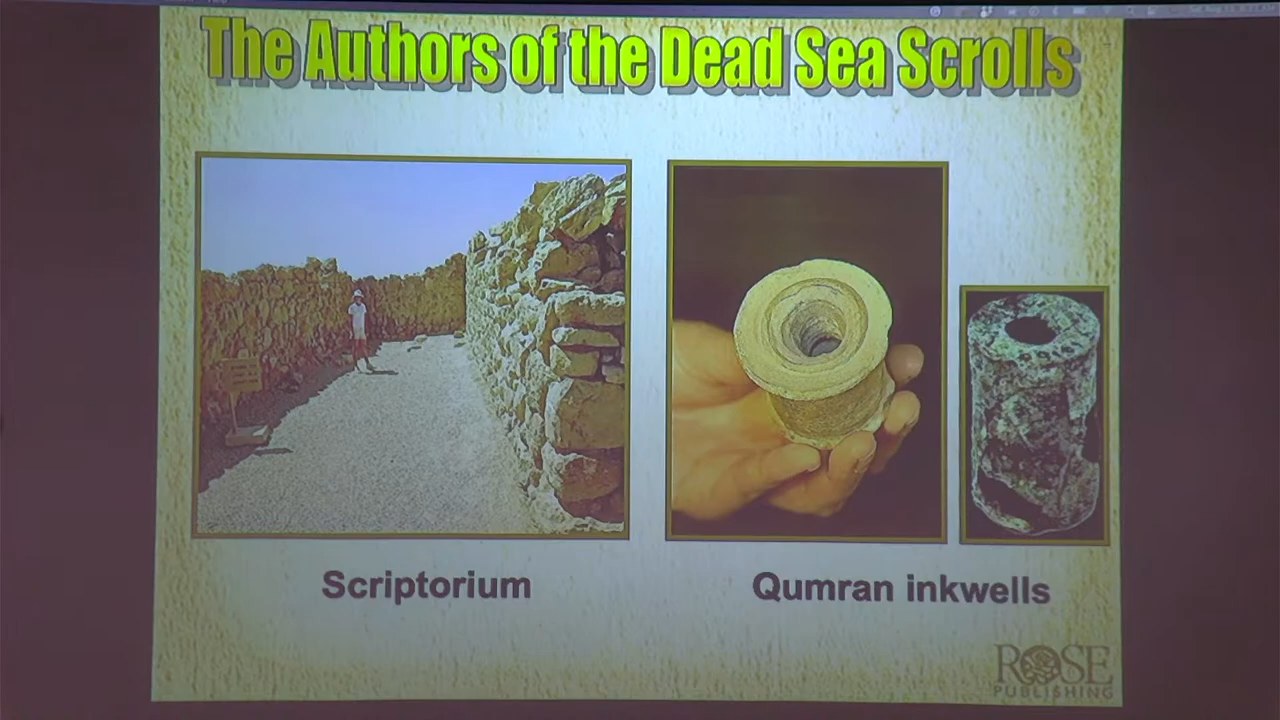 The Authors of the Dead Sea Scrolls
Scriptorium
Qumran inkwells
ROSE
PUBLISHING